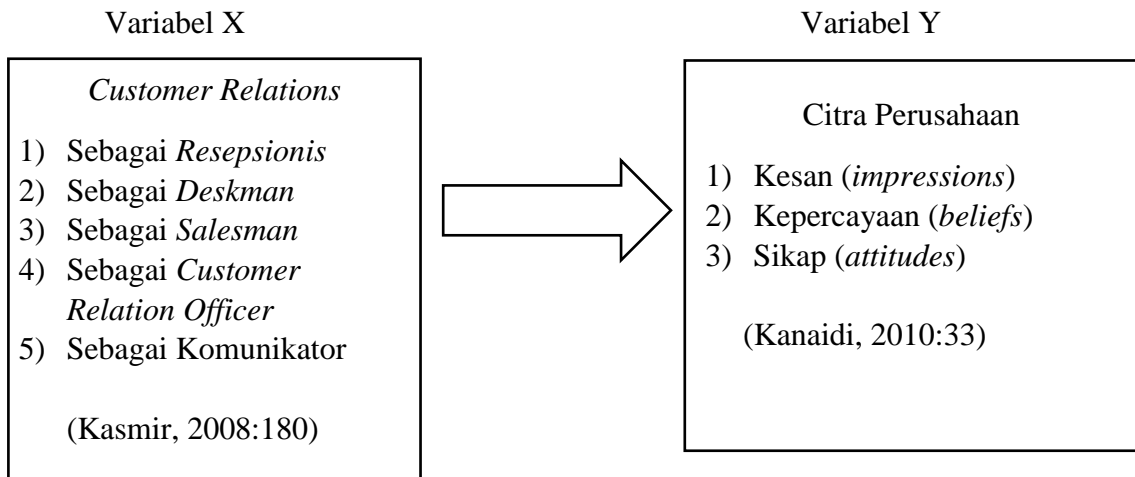 Variabel X
Customer Relations
1) Sebagai Resepsionis
2) Sebagai Deskman
3) Sebagai Salesman
4) Sebagai Customer
Relation Officer
5) Sebagai Komunikator
(Kasmir, 2008:180)
Variabel Y
Citra Perusahaan
1) Kesan (impressions)
2) Kepercayaan (beliefs)
3) Sikap (attitudes)
(Kanaidi, 2010:33)